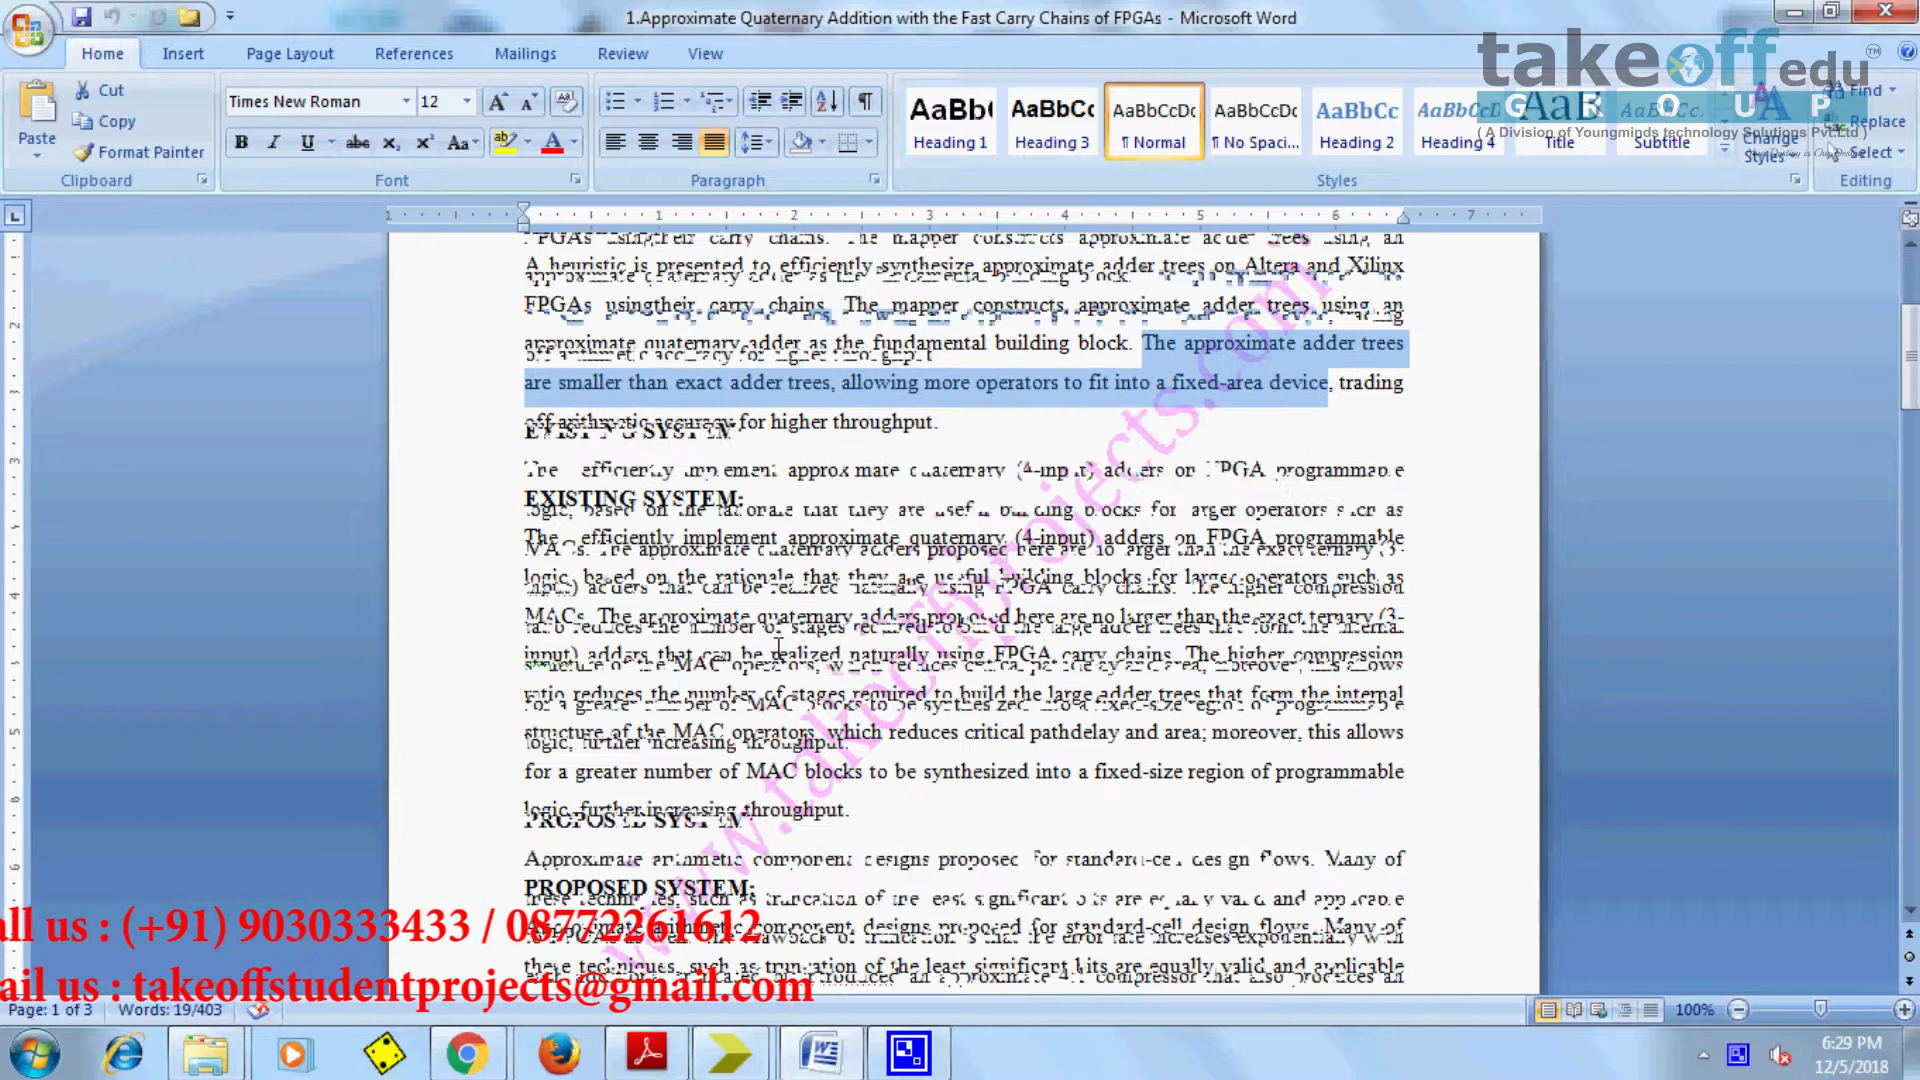 1.Approximate Quaternary Addition with the Fast Carry Chains of FPGAs - Microsoft Word
Home Insert Page Layout References Mailings Review View
takeoff edu
GROUP
( A Division of Youngminds technology Solutions Pvt.Ltd )
Paste
Cut
Copy
Format Painter
Clipboard
Times New Roman 12
Font
Paragraph
AaBb( AaBbCc AaBbCcDc AaBbCcDc AaBbCc AaBbCcD AaB AaBbCc.
Heading 1 Heading 3 ¶ Normal ¶ No Spaci... Heading 2 Heading 4 Title Subtitle
Change Styles
Styles
Find
Replace
Select
Editing
A heuristic is presented to efficiently synthesize approximate adder trees on Altera and Xilinx
FPGAs usingtheir carry chains. The mapper constructs approximate adder trees using an
approximate quaternary adder as the fundamental building block. The approximate adder trees
are smaller than exact adder trees, allowing more operators to fit into a fixed-area device, trading
off arithmetic accuracy for higher throughput.
EXISTING SYSTEM:
The efficiently implement approximate quaternary (4-input) adders on FPGA programmable
logic, based on the rationale that they are useful building blocks for larger operators such as
MACs. The approximate quaternary adders proposed here are no larger than the exact ternary (3-
input) adders that can be realized naturally using FPGA carry chains. The higher compression
ratio reduces the number of stages required to build the large adder trees that form the internal
structure of the MAC operators, which reduces critical pathdelay and area; moreover, this allows
for a greater number of MAC blocks to be synthesized into a fixed-size region of programmable
logic, further increasing throughput.
PROPOSED SYSTEM:
Approximate arithmetic component designs proposed for standard-cell design flows. Many of
these techniques, such as truncation of the least significant bits are equally valid and applicable
www.takeoffprojects.com
all us : (+91) 9030333433 / 08772261612
ail us : takeoffstudentprojects@gmail.com
Page: 1 of 3 Words: 19/403 100%
6:29 PM
12/5/2018